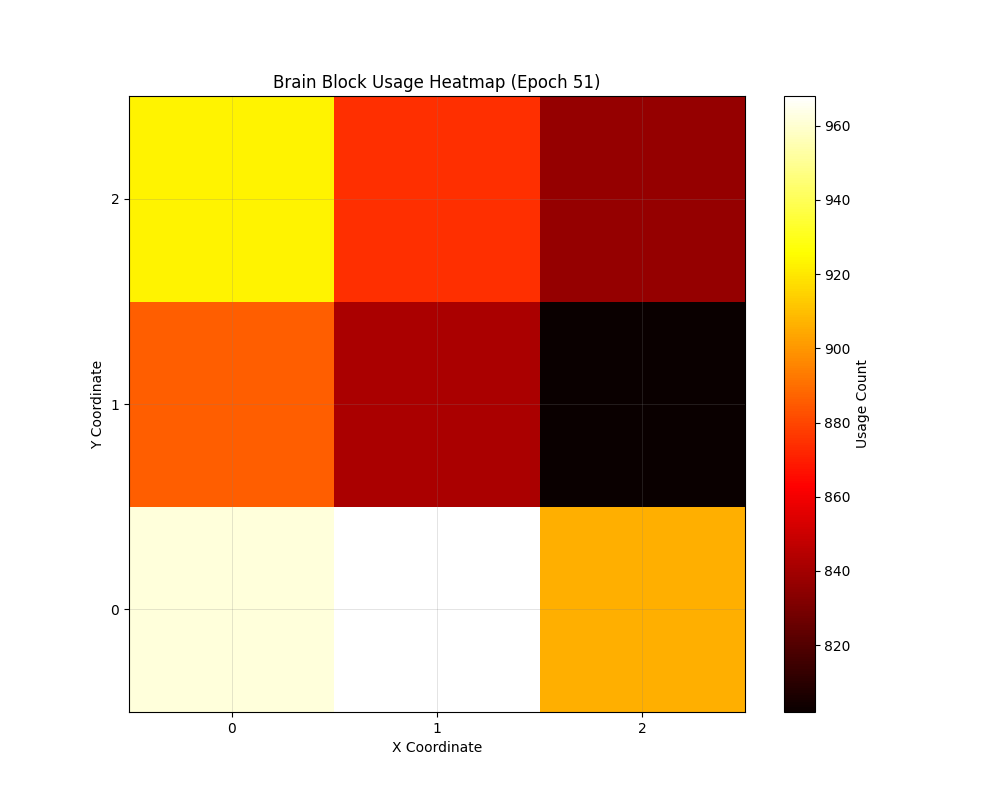 Brain Block Usage Heatmap (Epoch 51)
2
1
0
Y Coordinate
0 1 2
X Coordinate
960
940
920
900
880
860
840
820
Usage Count